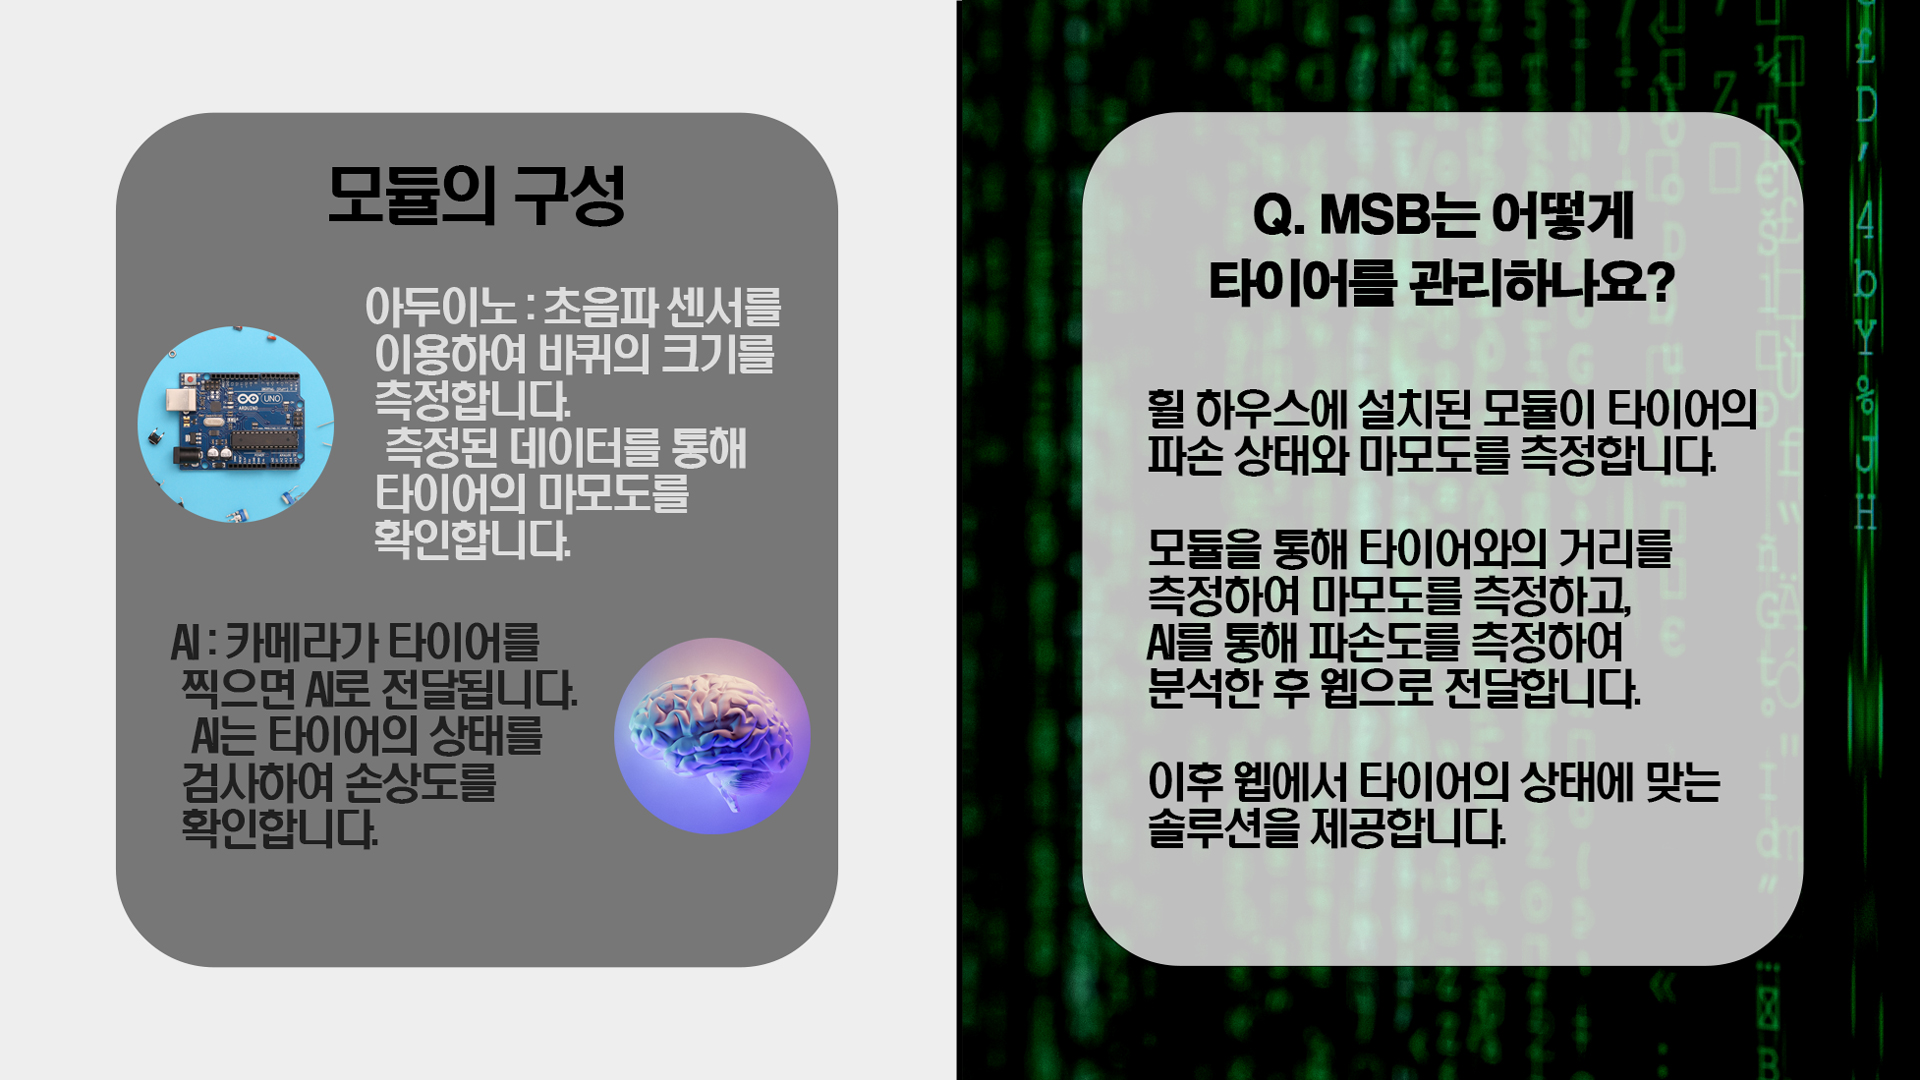 모듈의 구성
아두이노 : 초음파 센서를
이용하여 바퀴의 크기를
측정합니다.
측정된 데이터를 통해
타이어의 마모도를
확인합니다.
UNO
ARDUINO
AI : 카메라가 타이어를
찍으면 AI로 전달됩니다.
AI는 타이어의 상태를
검사하여 손상도를
확인합니다.
Q. MSB는 어떻게
타이어를 관리하나요?
휠 하우스에 설치된 모듈이 타이어의
파손 상태와 마모도를 측정합니다.
모듈을 통해 타이어와의 거리를
측정하여 마모도를 측정하고,
AI를 통해 파손도를 측정하여
분석한 후 웹으로 전달합니다.
이후 웹에서 타이어의 상태에 맞는
솔루션을 제공합니다.